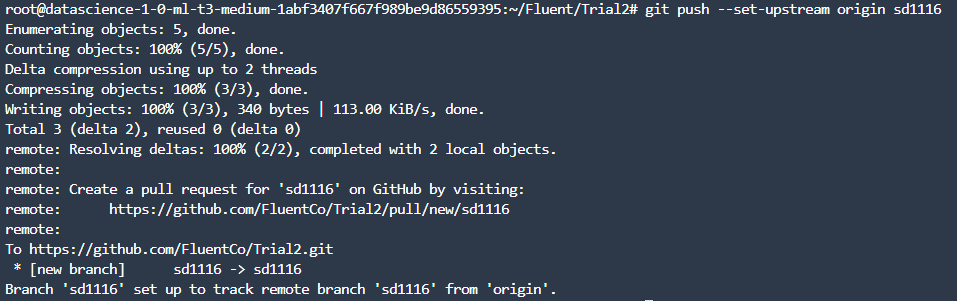 root@datascience-1-0-ml-t3-medium-1abf3407f667f989be9d86559395:~/Fluent/Trial2# git push --set-upstream origin sd1116
Enumerating objects: 5, done.
Counting objects: 100% (5/5), done.
Delta compression using up to 2 threads
Compressing objects: 100% (3/3), done.
Writing objects: 100% (3/3), 340 bytes | 113.00 KiB/s, done.
Total 3 (delta 2), reused 0 (delta 0)
remote: Resolving deltas: 100% (2/2), completed with 2 local objects.
remote:
remote: Create a pull request for 'sd1116' on GitHub by visiting:
remote:      https://github.com/FluentCo/Trial2/pull/new/sd1116
remote:
To https://github.com/FluentCo/Trial2.git
 * [new branch]      sd1116 -> sd1116
Branch 'sd1116' set up to track remote branch 'sd1116' from 'origin'.